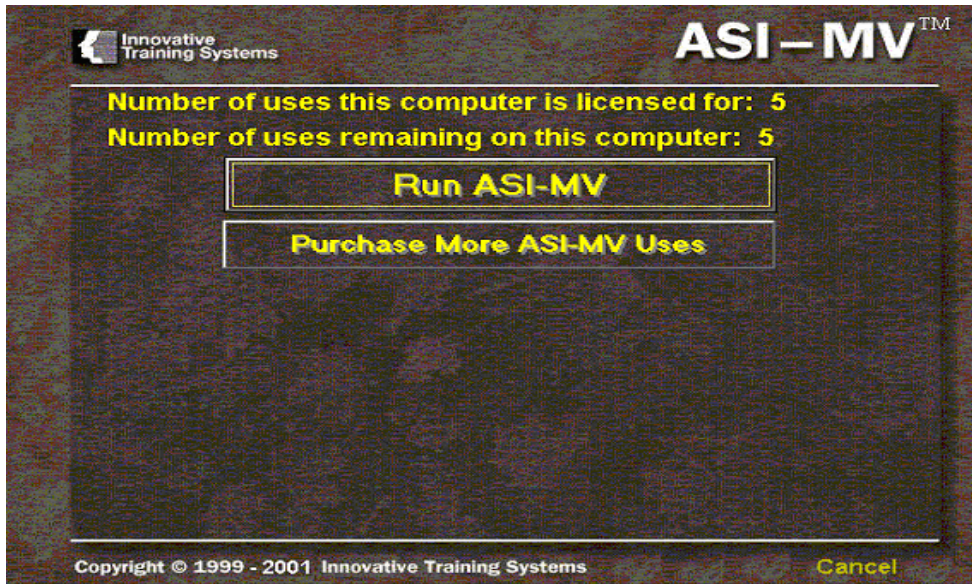 Innovative
Training Systems
ASI – MV™
Number of uses this computer is licensed for: 5
Number of uses remaining on this computer: 5
Run ASI-MV
Purchase More ASI-MV Uses
Copyright © 1999 - 2001 Innovative Training Systems
Cancel